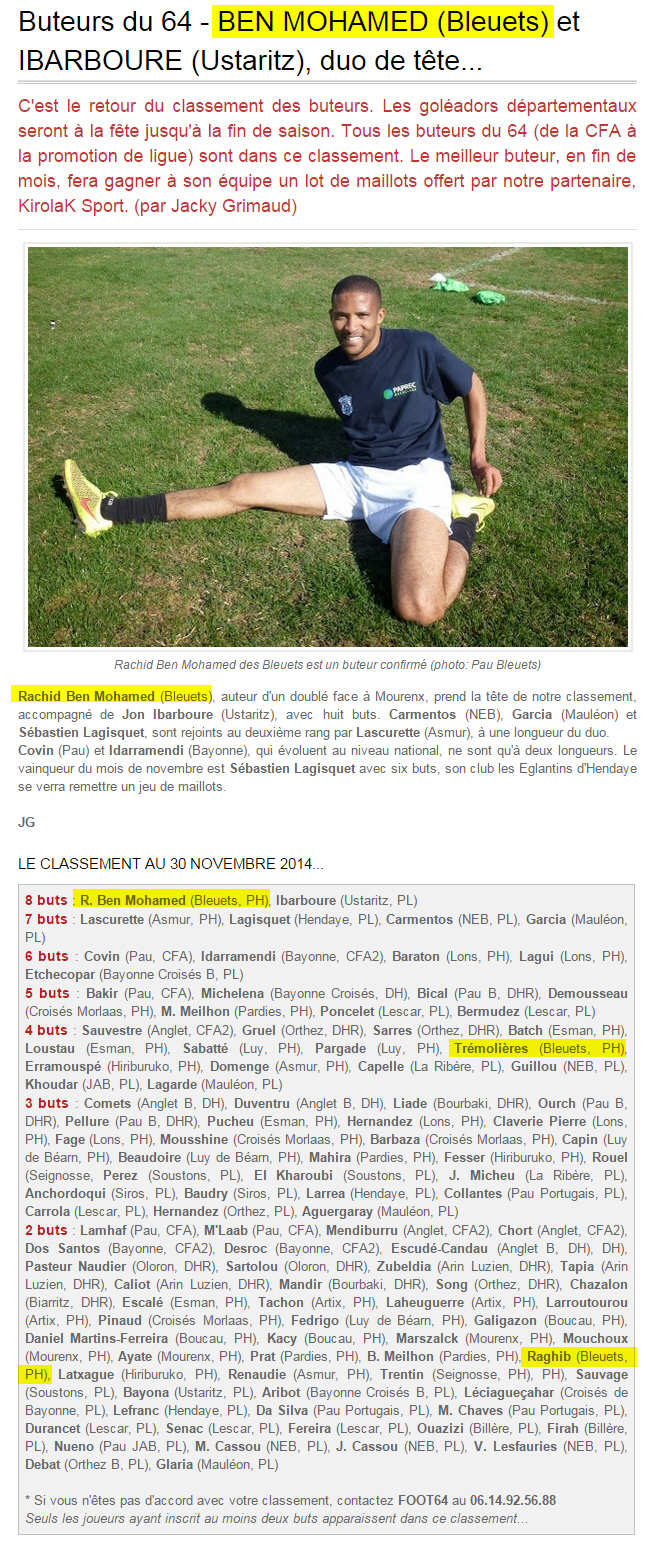 Buteurs du 64 - BEN MOHAMED (Bleuets) et
IBARBOURE (Ustaritz), duo de tête...
C'est le retour du classement des buteurs. Les goléadors départementaux
seront à la fête jusqu'à la fin de saison. Tous les buteurs du 64 (de la CFA à
la promotion de ligue) sont dans ce classement. Le meilleur buteur, en fin de
mois, fera gagner à son équipe un lot de maillots offert par notre partenaire,
KirolaK Sport. (par Jacky Grimaud)
PAPREC
Rachid Ben Mohamed des Bleuets est un buteur confirmé (photo: Pau Bleuets)
Rachid Ben Mohamed (Bleuets), auteur d'un doublé face à Mourenx, prend la tête de notre classement,
accompagné de Jon Ibarboure (Ustaritz), avec huit buts. Carmentos (NEB), Garcia (Mauléon) et
Sébastien Lagisquet, sont rejoints au deuxième rang par Lascurette (Asmur), à une longueur du duo.
Covin (Pau) et Idarramendi (Bayonne), qui évoluent au niveau national, ne sont qu'à deux longueurs. Le
vainqueur du mois de novembre est Sébastien Lagisquet avec six buts, son club les Eglantins d'Hendaye
se verra remettre un jeu de maillots.
JG
LE CLASSEMENT AU 30 NOVEMBRE 2014...
8 buts : R. Ben Mohamed (Bleuets, PH), Ibarboure (Ustaritz, PL)
7 buts : Lascurette (Asmur, PH), Lagisquet (Hendaye, PL), Carmentos (NEB, PL), Garcia (Mauléon,
PL)
6 buts : Covin (Pau, CFA), Idarramendi (Bayonne, CFA2), Baraton (Lons, PH), Lagui (Lons, PH),
Etchecopar (Bayonne Croisés B, PL)
5 buts : Bakir (Pau, CFA), Michelena (Bayonne Croisés, DH), Bical (Pau B, DHR), Demousseau
(Croisés Morlaas, PH), M. Meilhon (Pardies, PH), Poncelet (Lescar, PL), Bermudez (Lescar, PL)
4 buts : Sauvestre (Anglet, CFA2), Gruel (Orthez, DHR), Sarres (Orthez, DHR), Batch (Esman, PH),
Loustau (Esman, PH), Sabatté (Luy, PH), Pargade (Luy, PH), Trémolières (Bleuets, PH),
Erramouspé (Hiriburuko, PH), Domenge (Asmur, PH), Capelle (La Ribère, PL), Guillou (NEB, PL),
Khoudar (JAB, PL), Lagarde (Mauléon, PL)
3 buts : Comets (Anglet B, DH), Duventru (Anglet B, DH), Liade (Bourbaki, DHR), Ourch (Pau B,
DHR), Pellure (Pau B, DHR), Pucheu (Esman, PH), Hernandez (Lons, PH), Claverie Pierre (Lons,
PH), Fage (Lons, PH), Mousshine (Croisés Morlaas, PH), Barbaza (Croisés Morlaas, PH), Capin (Luy
de Béarn, PH), Beaudoire (Luy de Béarn, PH), Mahira (Pardies, PH), Fesser (Hiriburuko, PH), Rouel
(Seignosse, Perez (Soustons, PL), El Kharoubi (Soustons, PL), J. Micheu (La Ribère, PL),
Anchordoqui (Siros, PL), Baudry (Siros, PL), Larrea (Hendaye, PL), Collantes (Pau Portugais, PL),
Carrola (Lescar, PL), Hernandez (Orthez, PL), Aguergaray (Mauléon, PL)
2 buts : Lamhaf (Pau, CFA), M'Laab (Pau, CFA), Mendiburru (Anglet, CFA2), Chort (Anglet, CFA2),
Dos Santos (Bayonne, CFA2), Desroc (Bayonne, CFA2), Escudé-Candau (Anglet B, DH), DH),
Pasteur Naudier (Oloron, DHR), Sartolou (Oloron, DHR), Zubeldia (Arin Luzien, DHR), Tapia (Arin
Luzien, DHR), Caliot (Arin Luzien, DHR), Mandir (Bourbaki, DHR), Song (Orthez, DHR), Chazalon
(Biarritz, DHR), Escalé (Esman, PH), Tachon (Artix, PH), Laheuguerre (Artix, PH), Larroutourou
(Artix, PH), Pinaud (Croisés Morlaas, PH), Fedrigo (Luy de Béarn, PH), Galigazon (Boucau, PH),
Daniel Martins-Ferreira (Boucau, PH), Kacy (Boucau, PH), Marszalck (Mourenx, PH), Mouchoux
(Mourenx, PH), Ayate (Mourenx, PH), Prat (Pardies, PH), B. Meilhon (Pardies, PH), Raghib (Bleuets,
PH), Latxague (Hiriburuko, PH), Renaudie (Asmur, PH), Trentin (Seignosse, PH), PH), Sauvage
(Soustons, PL), Bayona (Ustaritz, PL), Aribot (Bayonne Croisés B, PL), Léciagueçahar (Croisés de
Bayonne, PL), Lefranc (Hendaye, PL), Da Silva (Pau Portugais, PL), M. Chaves (Pau Portugais, PL),
Durancet (Lescar, PL), Senac (Lescar, PL), Fereira (Lescar, PL), Ouazizi (Billère, PL), Firah (Billère,
PL), Nueno (Pau JAB, PL), M. Cassou (NEB, PL), J. Cassou (NEB, PL), V. Lesfauries (NEB, PL),
Debat (Orthez B, PL), Glaria (Mauléon, PL)
* Si vous n'êtes pas d'accord avec votre classement, contactez FOOT64 au 06.14.92.56.88
Seuls les joueurs ayant inscrit au moins deux buts apparaissent dans ce classement...